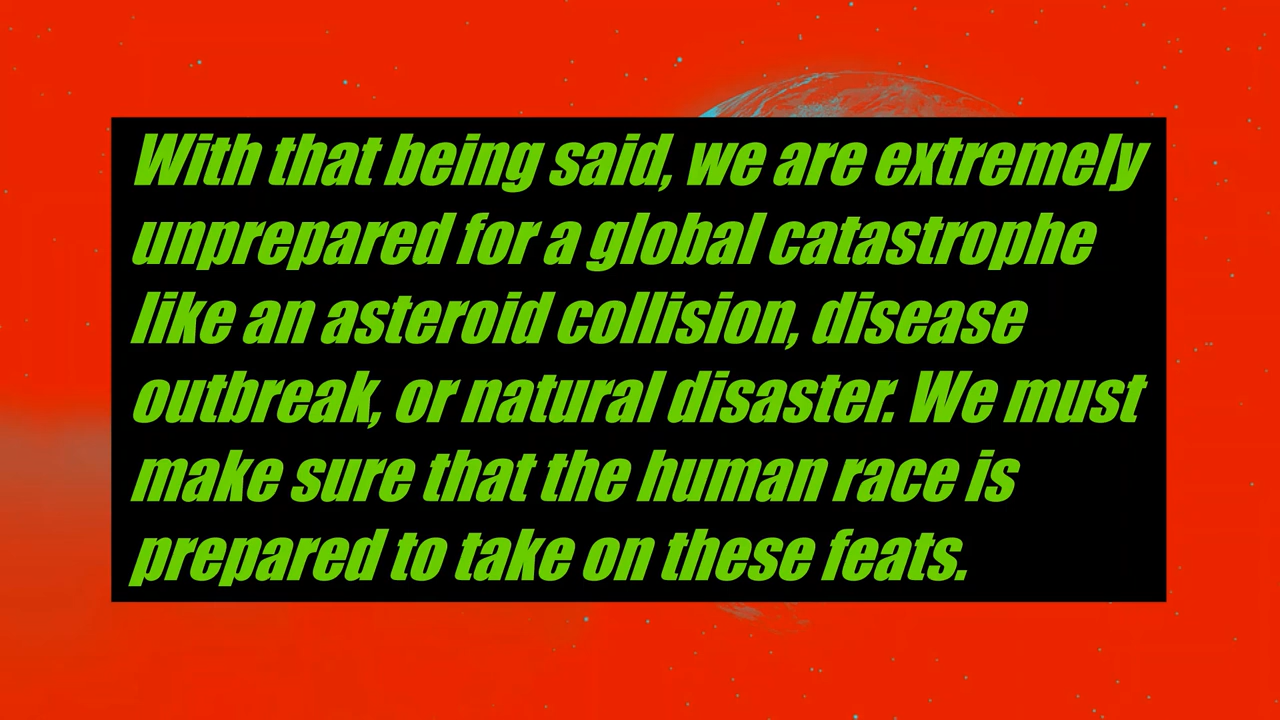 With that being said, we are extremely
unprepared for a global catastrophe
like an asteroid collision, disease
outbreak, or natural disaster. We must
make sure that the human race is
prepared to take on these feats.